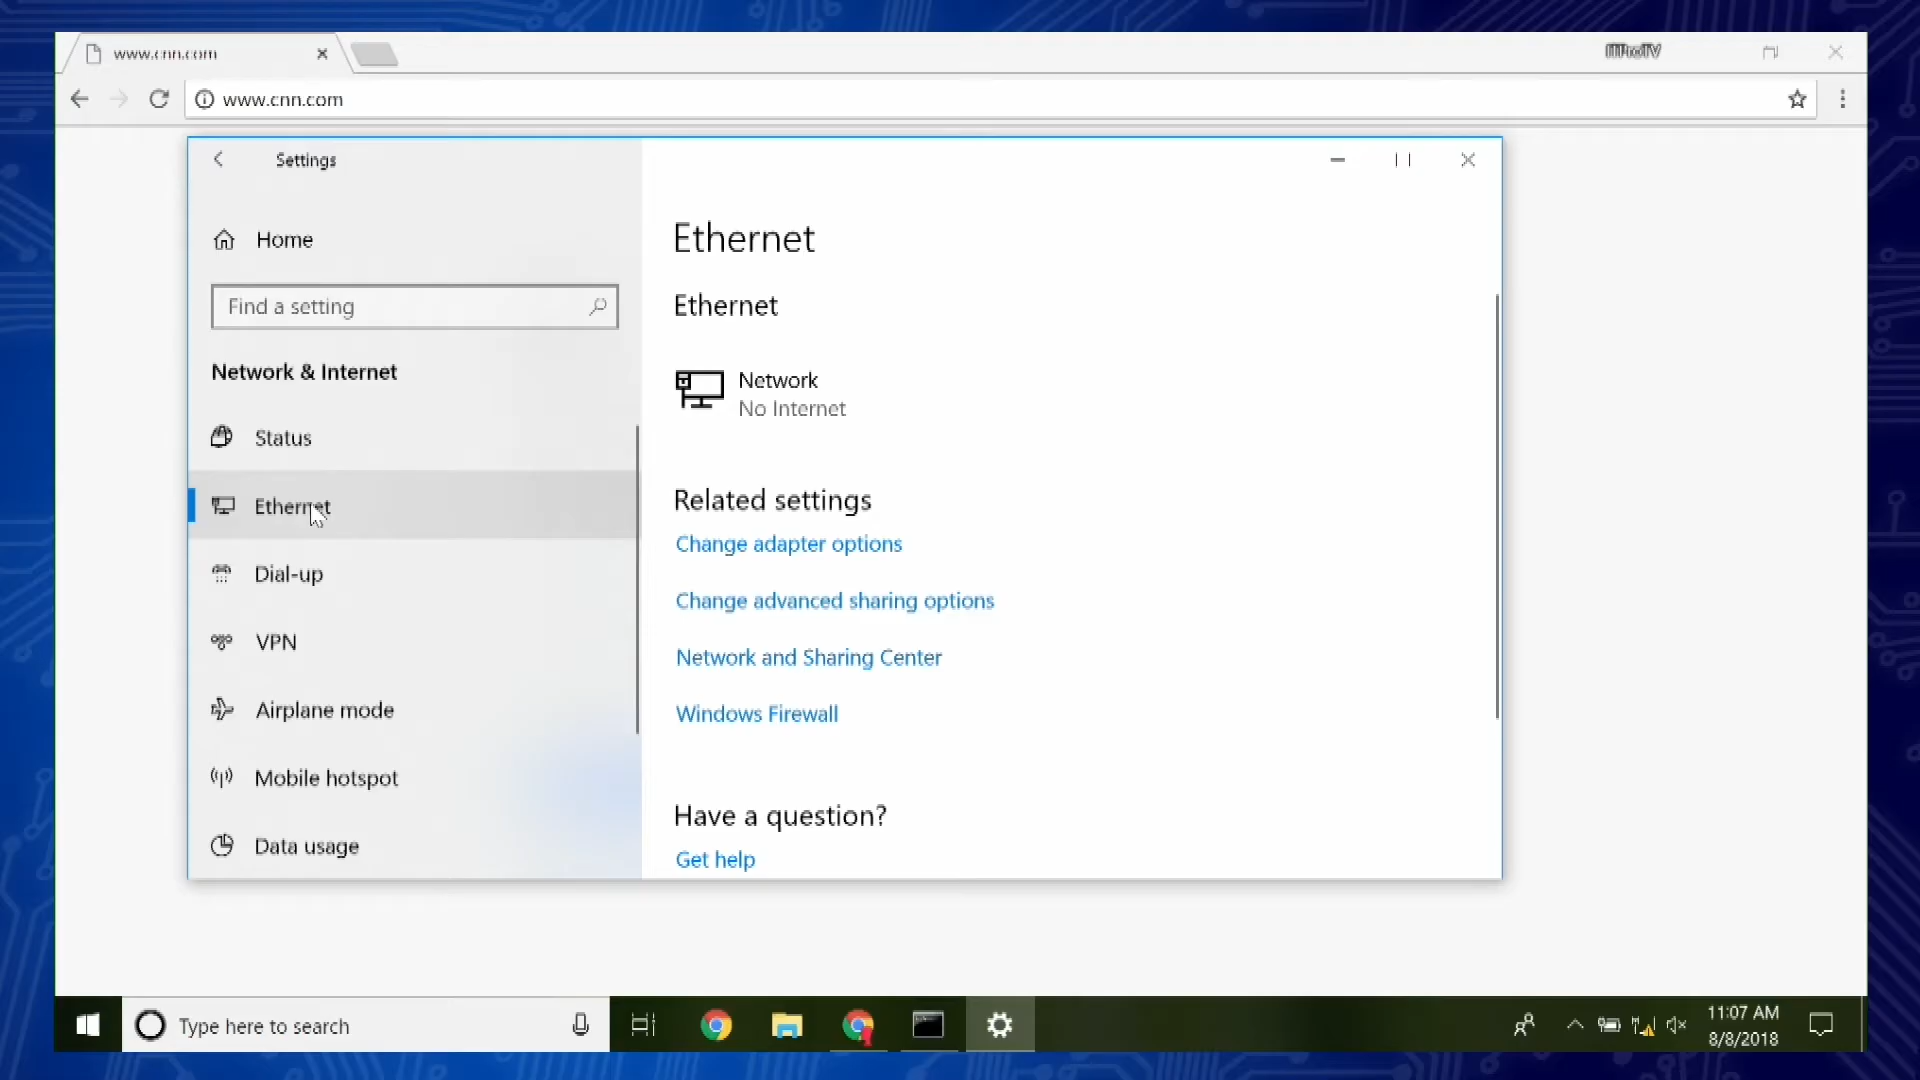 www.cnn.com
ITProTV
www.cnn.com
Settings
Home
Find a setting
Network & Internet
Status
Ethernet
Dial-up
VPN
Airplane mode
Mobile hotspot
Data usage
Ethernet
Ethernet
Network
No Internet
Related settings
Change adapter options
Change advanced sharing options
Network and Sharing Center
Windows Firewall
Have a question?
Get help
Type here to search
11:07 AM
8/8/2018